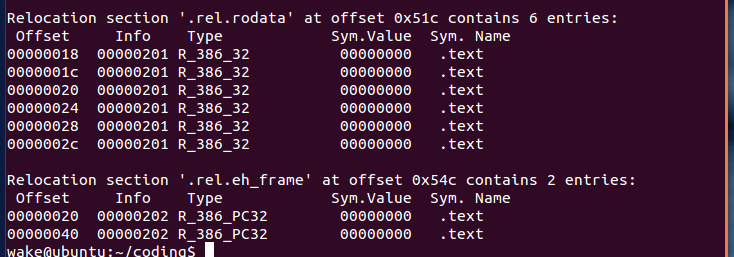 Relocation section '.rel.rodata' at offset 0x51c contains 6 entries:
Offset Info Type Sym.Value Sym. Name
00000018 00000201 R_386_32 00000000 .text
0000001c 00000201 R_386_32 00000000 .text
00000020 00000201 R_386_32 00000000 .text
00000024 00000201 R_386_32 00000000 .text
00000028 00000201 R_386_32 00000000 .text
0000002c 00000201 R_386_32 00000000 .text
Relocation section '.rel.eh_frame' at offset 0x54c contains 2 entries:
Offset Info Type Sym.Value Sym. Name
00000020 00000202 R_386_PC32 00000000 .text
00000040 00000202 R_386_PC32 00000000 .text
wake@ubuntu:~/coding$